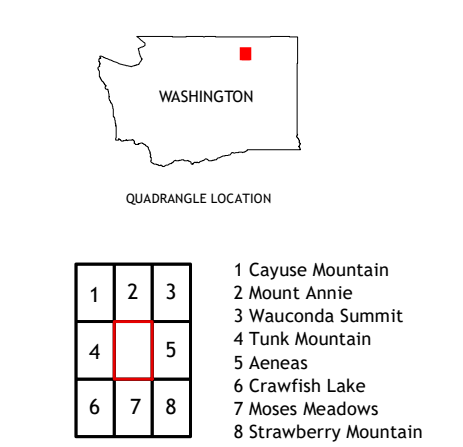 WASHINGTON
QUADRANGLE LOCATION
1 2 3
4 5
6 7 8
1 Cayuse Mountain
2 Mount Annie
3 Wauconda Summit
4 Tunk Mountain
5 Aeneas
6 Crawfish Lake
7 Moses Meadows
8 Strawberry Mountain